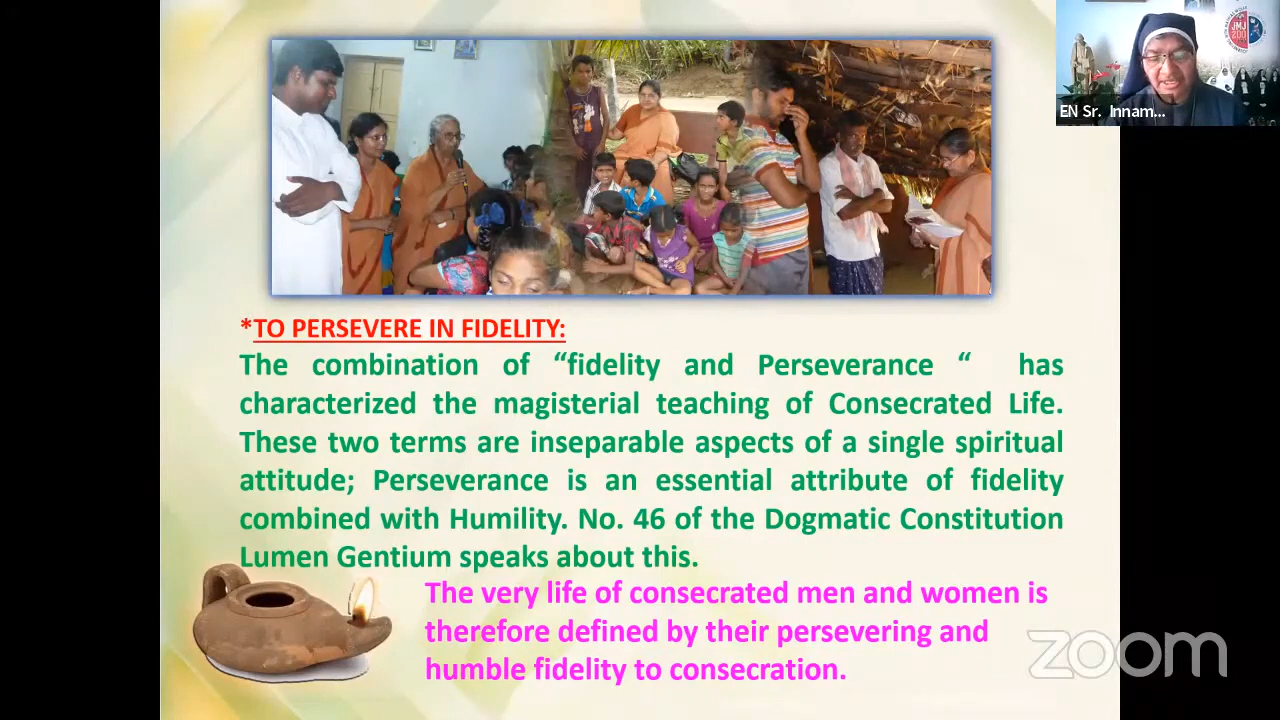 JMJ
200
EN Sr. Innam...
*TO PERSEVERE IN FIDELITY:
The combination of “fidelity and Perseverance “ has
characterized the magisterial teaching of Consecrated Life.
These two terms are inseparable aspects of a single spiritual
attitude; Perseverance is an essential attribute of fidelity
combined with Humility. No. 46 of the Dogmatic Constitution
Lumen Gentium speaks about this.
The very life of consecrated men and women is
therefore defined by their persevering and
humble fidelity to consecration.
zoom